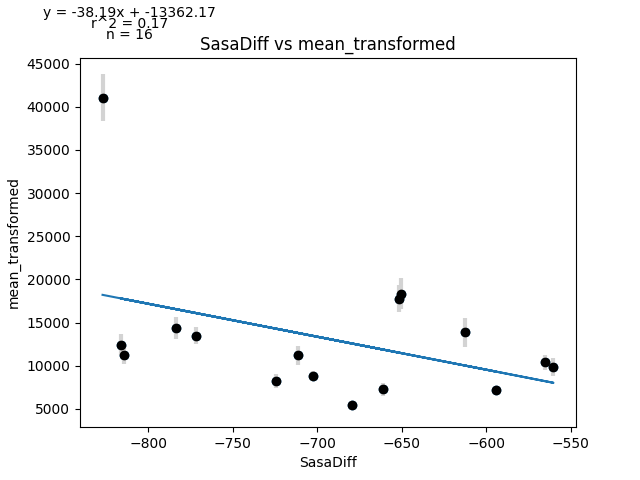 y = -38.19x + -13362.17
r^2 = 0.17
n = 16
SasaDiff vs mean_transformed
45000
40000
35000
30000
25000
20000
15000
10000
5000
mean_transformed
−800
−750
−700
−650
−600
−550
SasaDiff